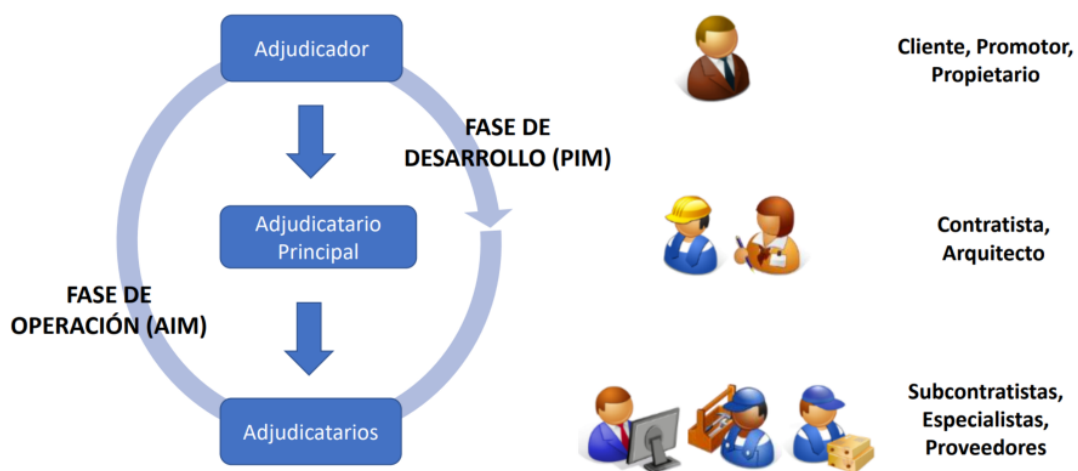 Adjudicador
Cliente, Promotor,
Propietario
FASE DE
DESARROLLO (PIM)
Adjudicatario
Principal
Contratista,
Arquitecto
FASE DE
OPERACIÓN (AIM)
Adjudicatarios
Subcontratistas,
Especialistas,
Proveedores